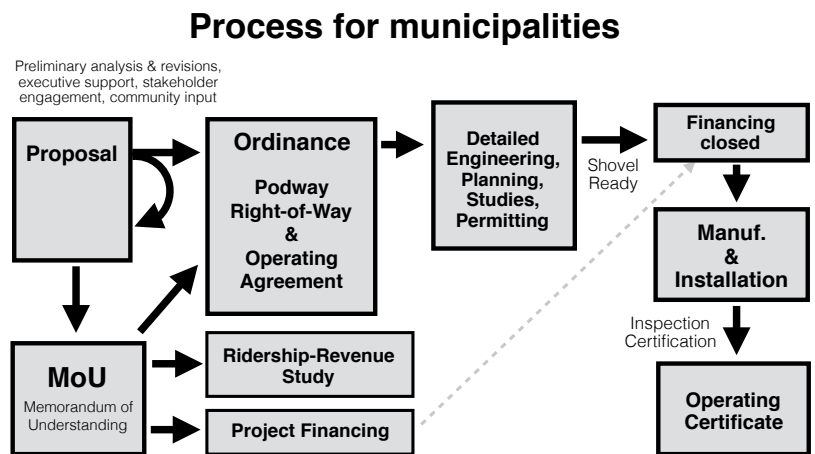 Process for municipalities
Preliminary analysis & revisions,
executive support, stakeholder
engagement, community input
Proposal
Ordinance
Podway
Right-of-Way
&
Operating
Agreement
Detailed
Engineering,
Planning,
Studies,
Permitting
Shovel
Ready
Financing
closed
Manuf.
&
Installation
Inspection
Certification
Operating
Certificate
MoU
Memorandum of
Understanding
Ridership-Revenue
Study
Project Financing